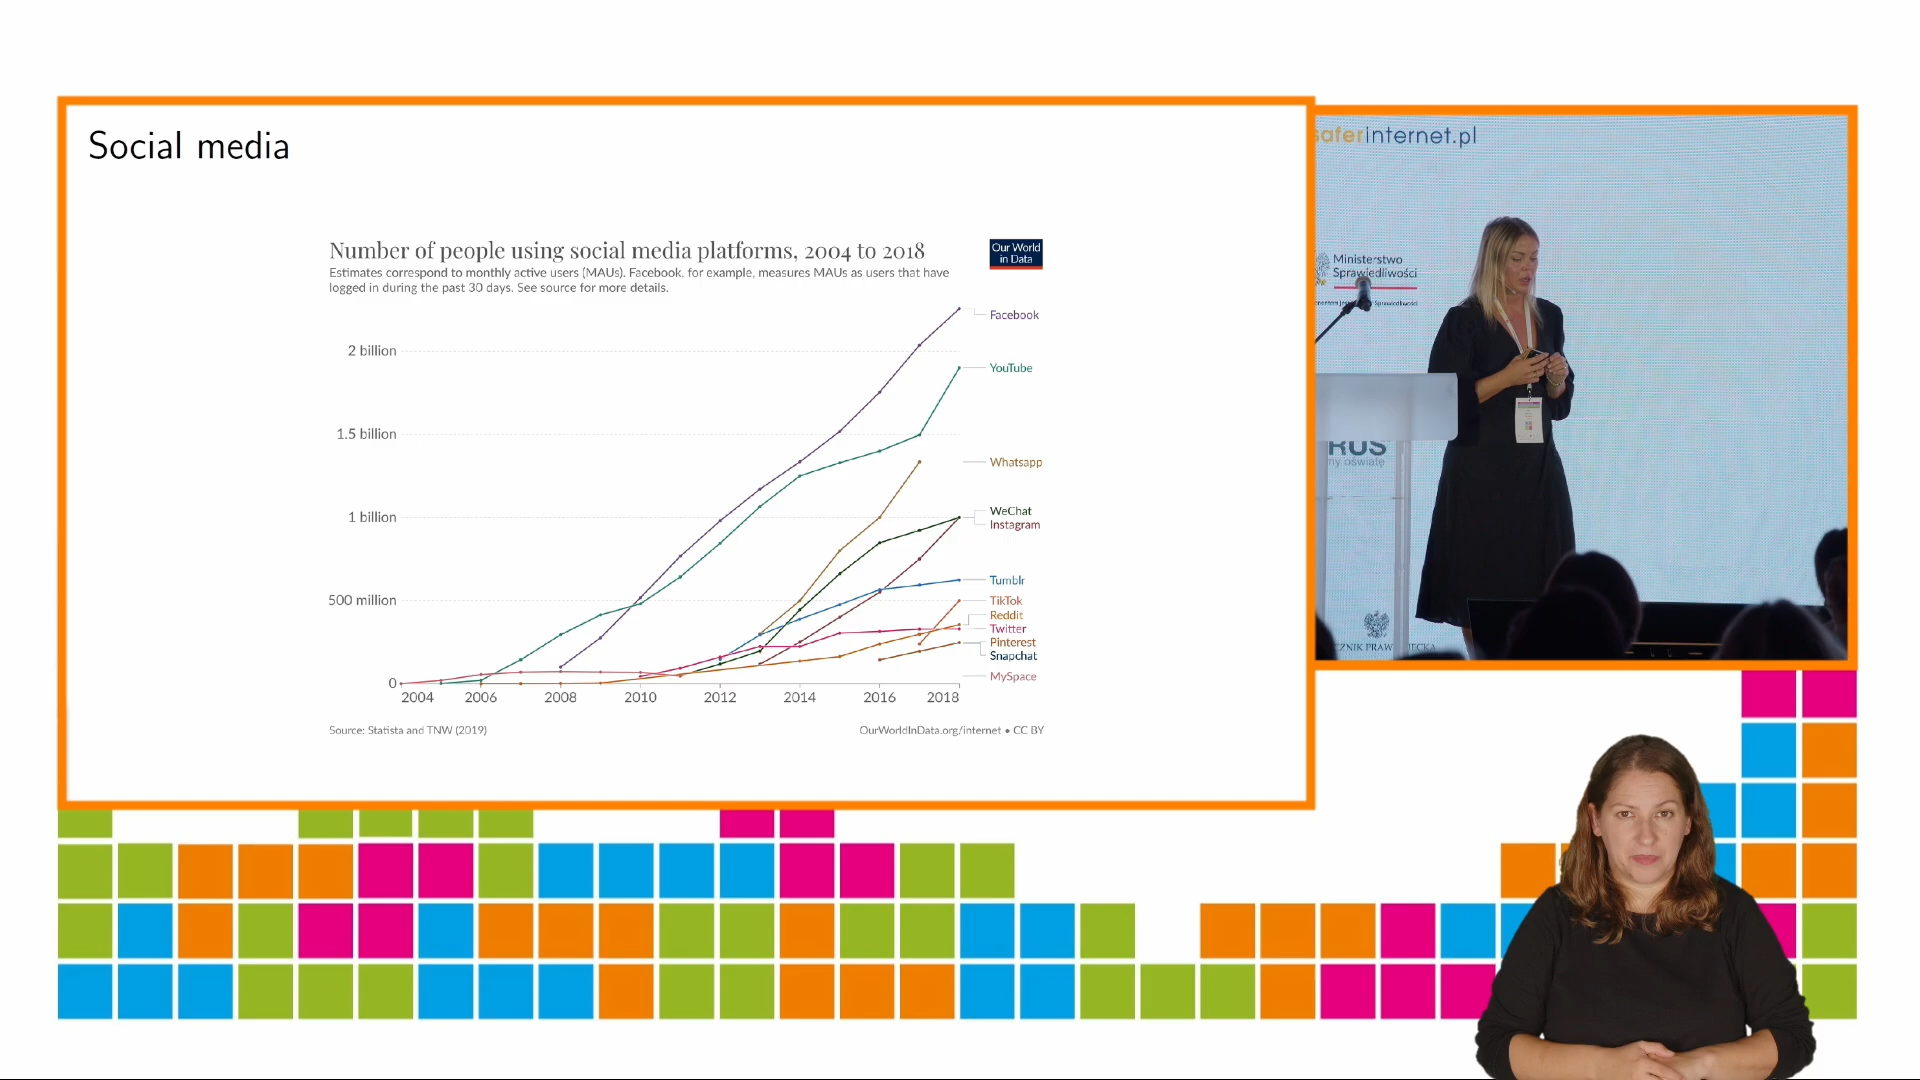 Social media
Number of people using social media platforms, 2004 to 2018
Our World
in Data
Estimates correspond to monthly active users (MAUs). Facebook, for example, measures MAUs as users that have
logged in during the past 30 days. See source for more details.
Facebook
2 billion
YouTube
1.5 billion
Whatsapp
WeChat
1 billion
Instagram
Tumblr
500 million
TikTok
Reddit
Twitter
Pinterest
Snapchat
MySpace
0
2004 2006 2008 2010 2012 2014 2016 2018
Source: Statista and TNW (2019)
OurWorldInData.org/internet • CC BY
saferinternet.pl
Ministerstwo
Sprawiedliwości
RUS
ny oświatę